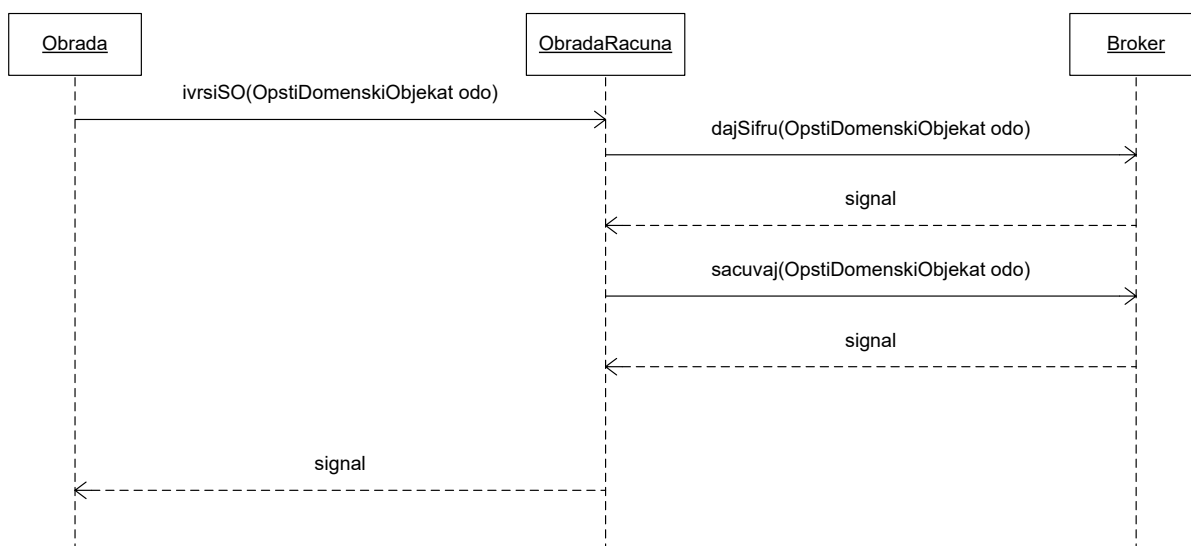 Obrada
ObradaRacuna
Broker
ivrsiSO(OpstiDomenskiObjekat odo)
dajSifru(OpstiDomenskiObjekat odo)
signal
sacuvaj(OpstiDomenskiObjekat odo)
signal
signal